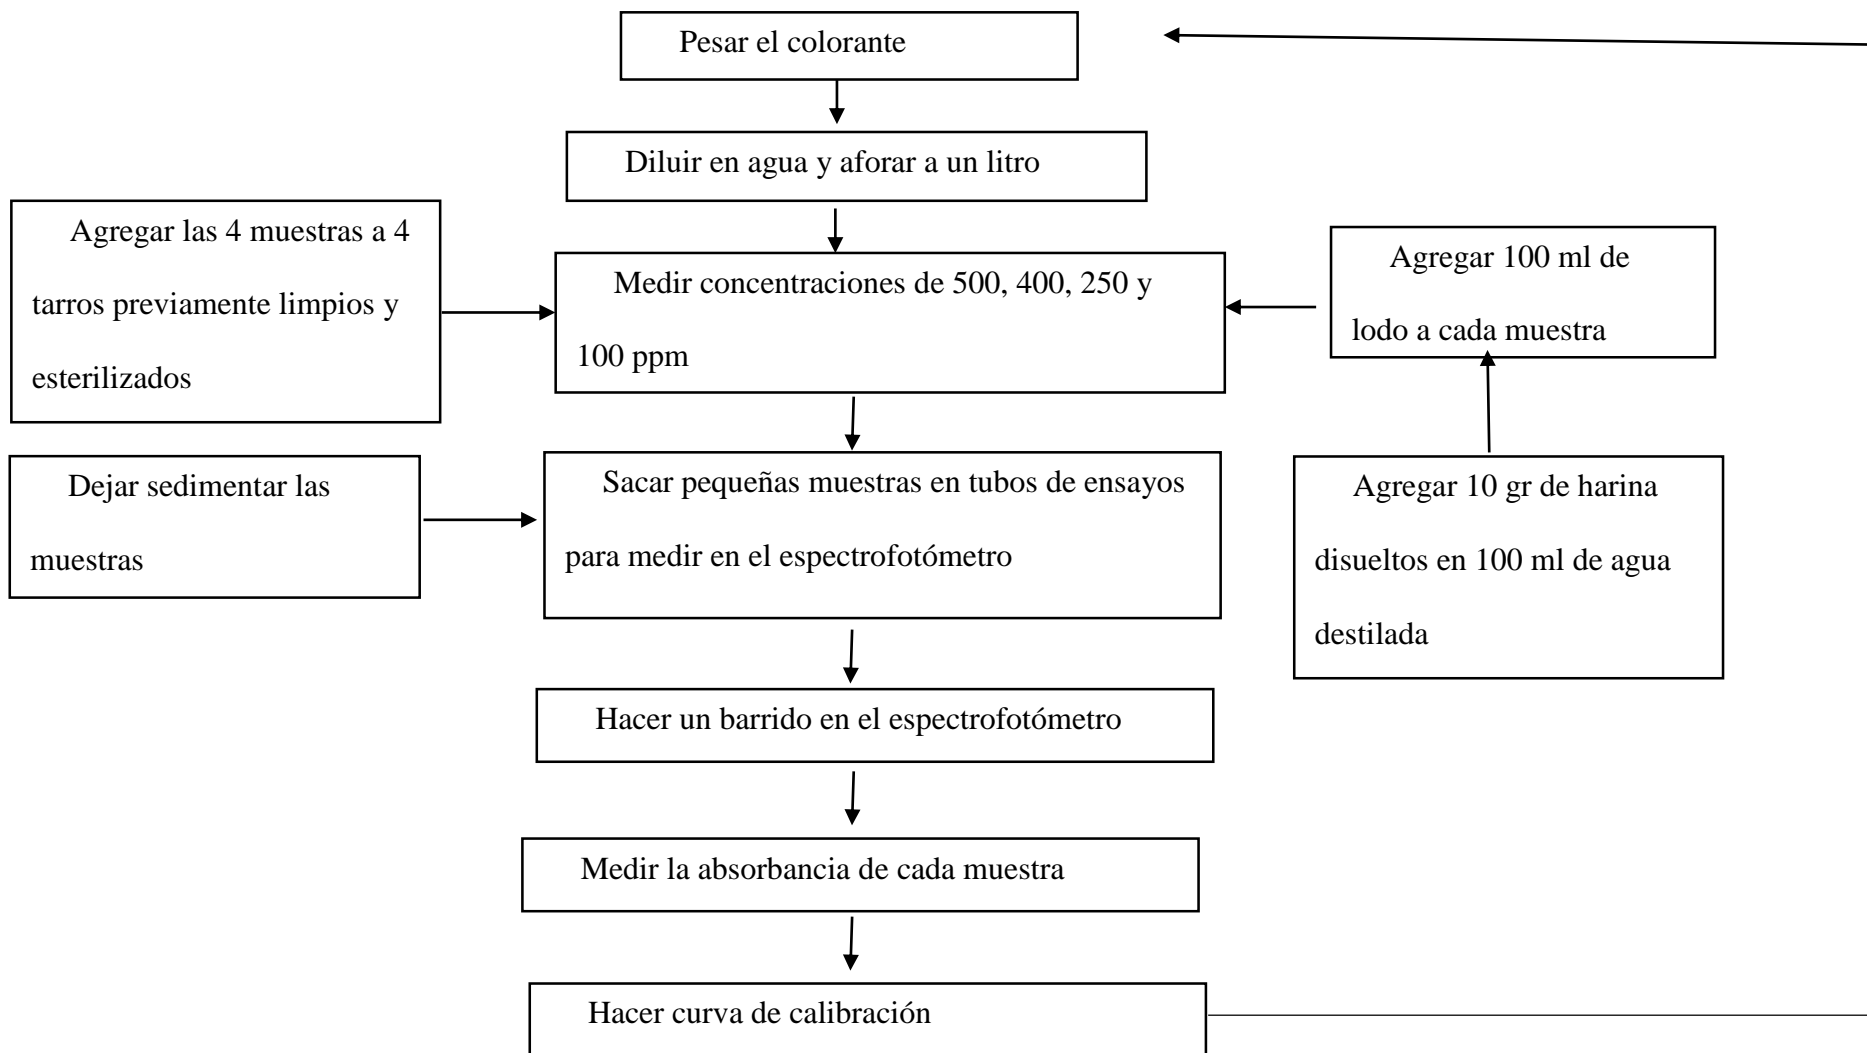 Pesar el colorante
Diluir en agua y aforar a un litro
Agregar las 4 muestras a 4
tarros previamente limpios y
esterilizados
Medir concentraciones de 500, 400, 250 y
100 ppm
Agregar 100 ml de
lodo a cada muestra
Dejar sedimentar las
muestras
Sacar pequeñas muestras en tubos de ensayos
para medir en el espectrofotómetro
Agregar 10 gr de harina
disueltos en 100 ml de agua
destilada
Hacer un barrido en el espectrofotómetro
Medir la absorbancia de cada muestra
Hacer curva de calibración